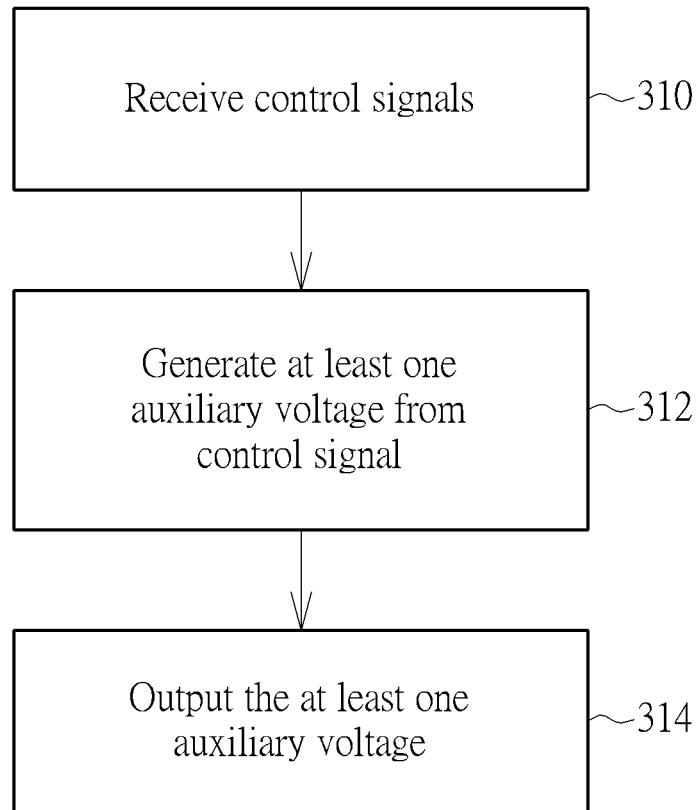 Receive control signals
310
Generate at least one
auxiliary voltage from
control signal
312
Output the at least one
auxiliary voltage
314